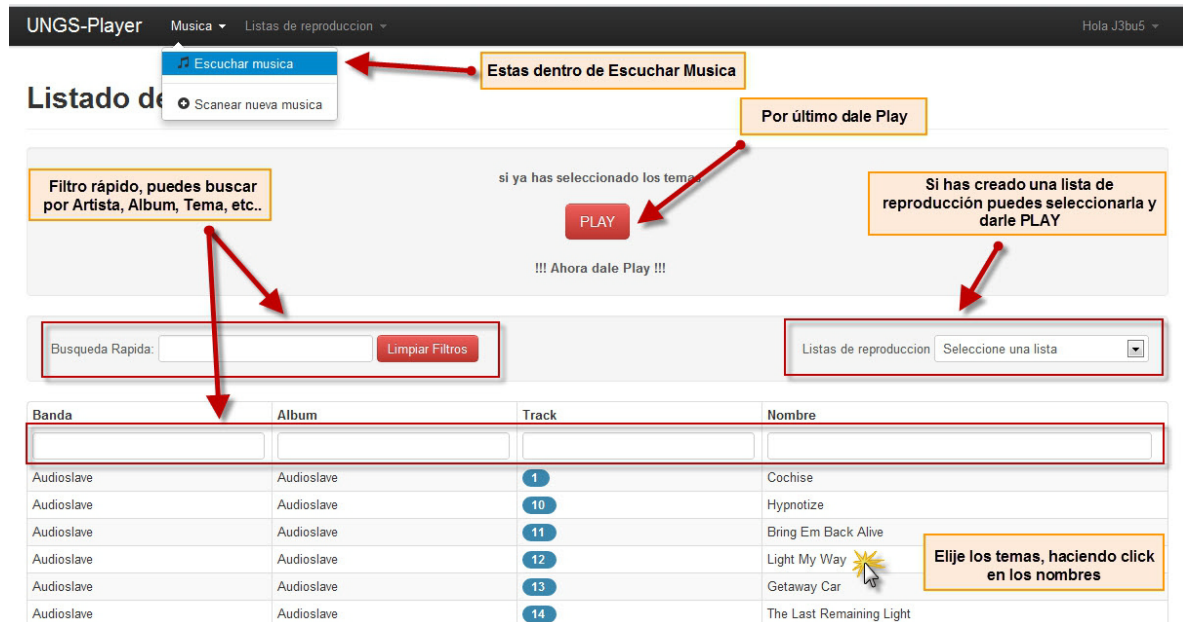 UNGS-Player Musica Listas de reproduccion Hola J3bu5
Escuchar musica
Scanear nueva musica
Estas dentro de Escuchar Musica
Listado de
Por último dale Play
Filtro rápido, puedes buscar
por Artista, Album, Tema, etc..
si ya has seleccionado los temas
PLAY
!!! Ahora dale Play !!!
Si has creado una lista de
reproducción puedes seleccionarla y
darle PLAY
Busqueda Rapida: Limpiar Filtros
Listas de reproduccion Seleccione una lista
Banda Album Track Nombre
Audioslave Audioslave 1 Cochise
Audioslave Audioslave 10 Hypnotize
Audioslave Audioslave 11 Bring Em Back Alive
Audioslave Audioslave 12 Light My Way
Audioslave Audioslave 13 Getaway Car
Audioslave Audioslave 14 The Last Remaining Light
Elije los temas, haciendo click
en los nombres